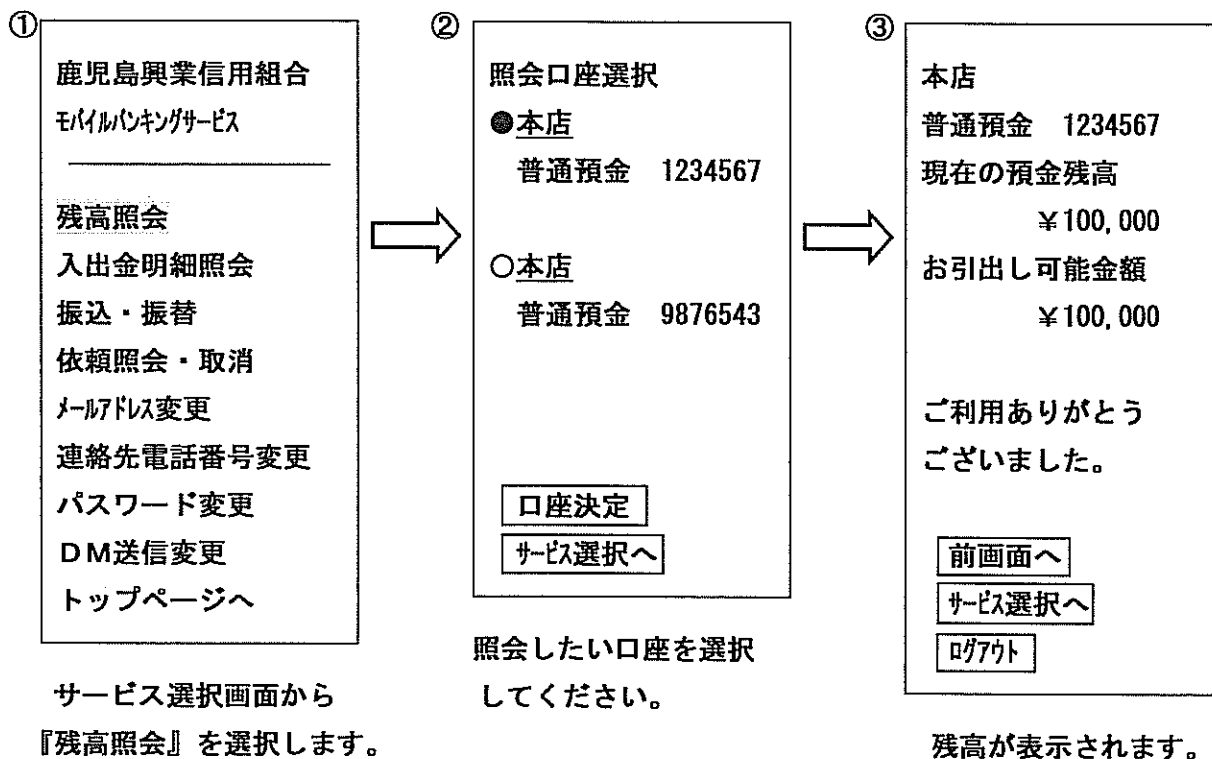 ①
鹿児島興業信用組合
モバイルバンキングサービス
残高照会
入出金明細照会
振込・振替
依頼照会・取消
メールアドレス変更
連絡先電話番号変更
パスワード変更
DM送信変更
トップページへ
サービス選択画面から
『残高照会』を選択します。
②
照会口座選択
●本店
普通預金 1234567
○本店
普通預金 9876543
口座決定
サービス選択へ
照会したい口座を選択
してください。
③
本店
普通預金 1234567
現在の預金残高
¥100,000
お引出し可能金額
¥100,000
ご利用ありがとう
ございました。
前画面へ
サービス選択へ
ログアウト
残高が表示されます。